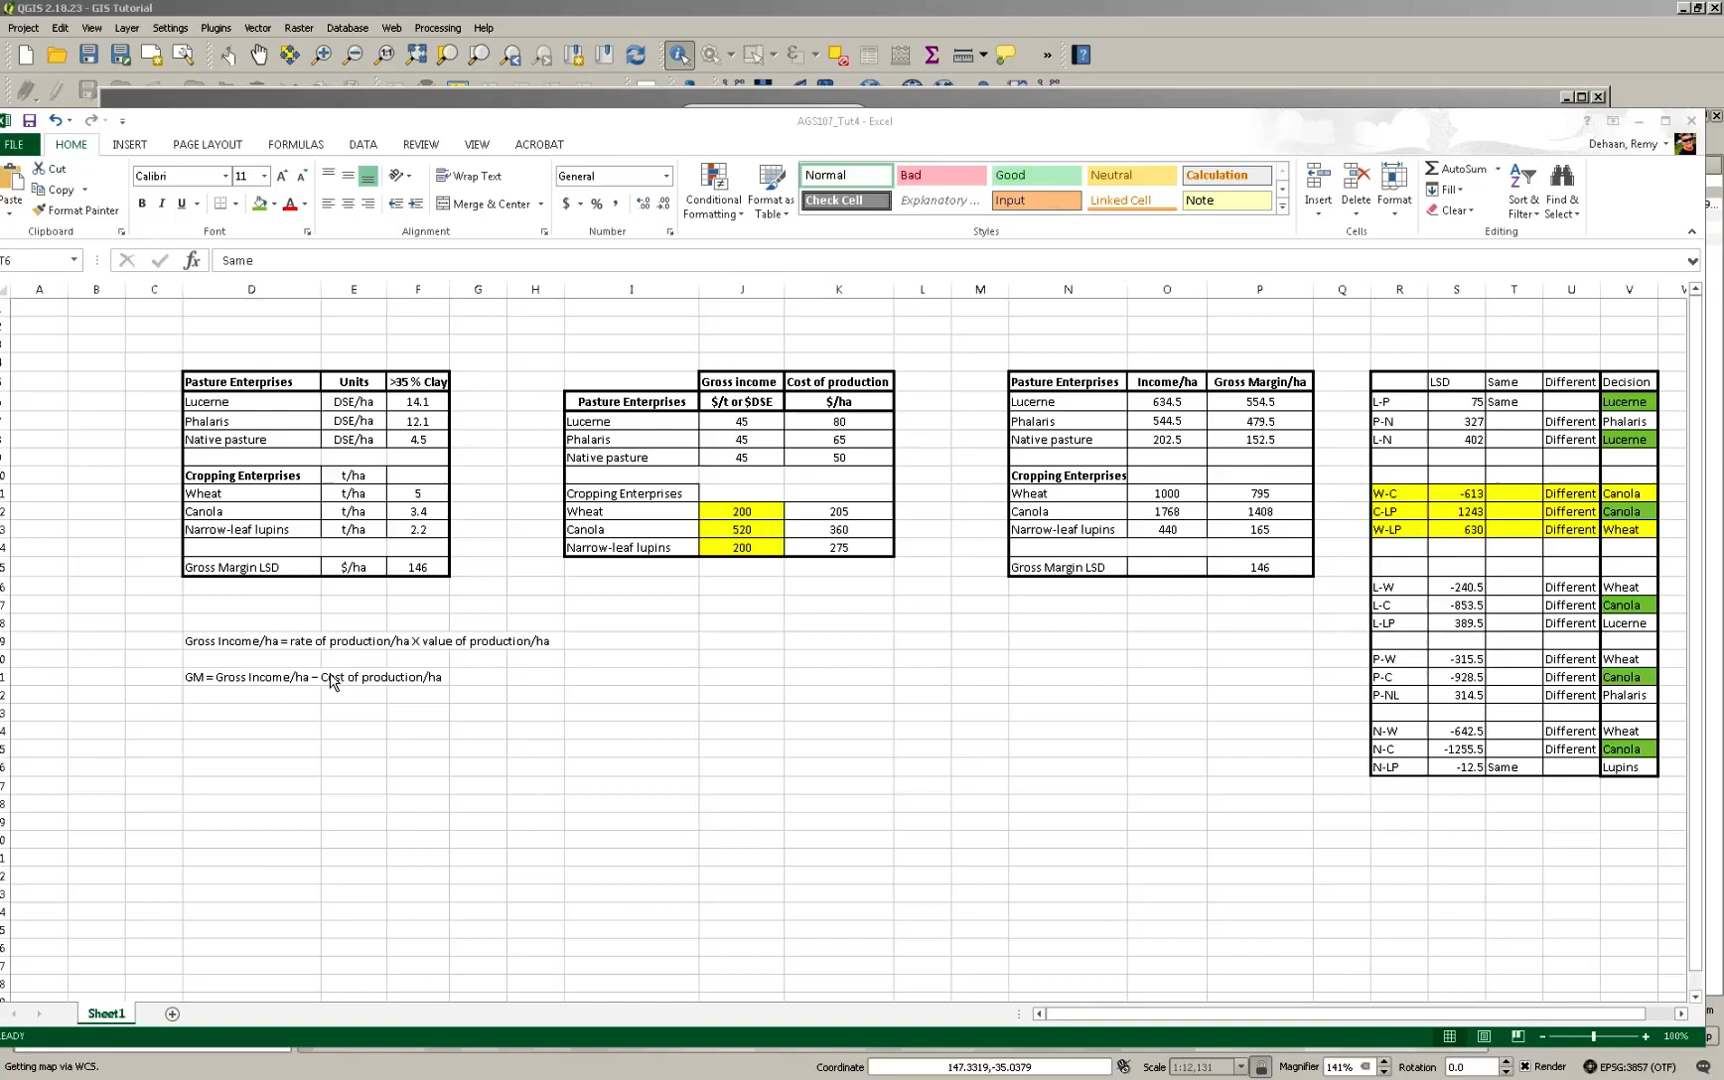 QGIS 2.18.23 - GIS Tutorial
Project Edit View Layer Settings Plugins Vector Raster Database Web Processing Help
AGS107_Tut4 - Excel
FILE HOME INSERT PAGE LAYOUT FORMULAS DATA REVIEW VIEW ACROBAT Dehaan, Remy
Cut Calibri 11 Wrap Text General Normal Bad Good Neutral Calculation AutoSum
Copy Fill
Paste Format Painter B I U Merge & Center $ % Conditional Formatting Format as Table Check Cell Explanatory ... Input Linked Cell Note Insert Delete Format Clear Sort & Filter Find & Select
Clipboard Font Alignment Number Styles Cells Editing
T6 fx Same
A B C D E F G H I J K L M N O P Q R S T U V
Pasture Enterprises Units >35 % Clay Gross income Cost of production Pasture Enterprises Income/ha Gross Margin/ha LSD Same Different Decision
Lucerne DSE/ha 14.1 Pasture Enterprises $/t or $DSE $/ha Lucerne 634.5 554.5 L-P 75 Same Lucerne
Phalaris DSE/ha 12.1 Lucerne 45 80 Phalaris 544.5 479.5 P-N 327 Different Phalaris
Native pasture DSE/ha 4.5 Phalaris 45 65 Native pasture 202.5 152.5 L-N 402 Different Lucerne
Native pasture 45 50
Cropping Enterprises t/ha Cropping Enterprises
Wheat t/ha 5 Cropping Enterprises Wheat 1000 795 W-C -613 Different Canola
Canola t/ha 3.4 Wheat 200 205 Canola 1768 1408 C-LP 1243 Different Canola
Narrow-leaf lupins t/ha 2.2 Canola 520 360 Narrow-leaf lupins 440 165 W-LP 630 Different Wheat
Narrow-leaf lupins 200 275
Gross Margin LSD $/ha 146 Gross Margin LSD 146
L-W -240.5 Different Wheat
L-C -853.5 Different Canola
L-LP 389.5 Different Lucerne
Gross Income/ha = rate of production/ha X value of production/ha
P-W -315.5 Different Wheat
GM = Gross Income/ha – Cost of production/ha P-C -928.5 Different Canola
P-NL 314.5 Different Phalaris
N-W -642.5 Different Wheat
N-C -1255.5 Different Canola
N-LP -12.5 Same Lupins
Sheet1
EADY 100%
Getting map via WCS. Coordinate 147.3319,-35.0379 Scale 1:12,131 Magnifier 141% Rotation 0.0 Render EPSG:3857 (OTF)